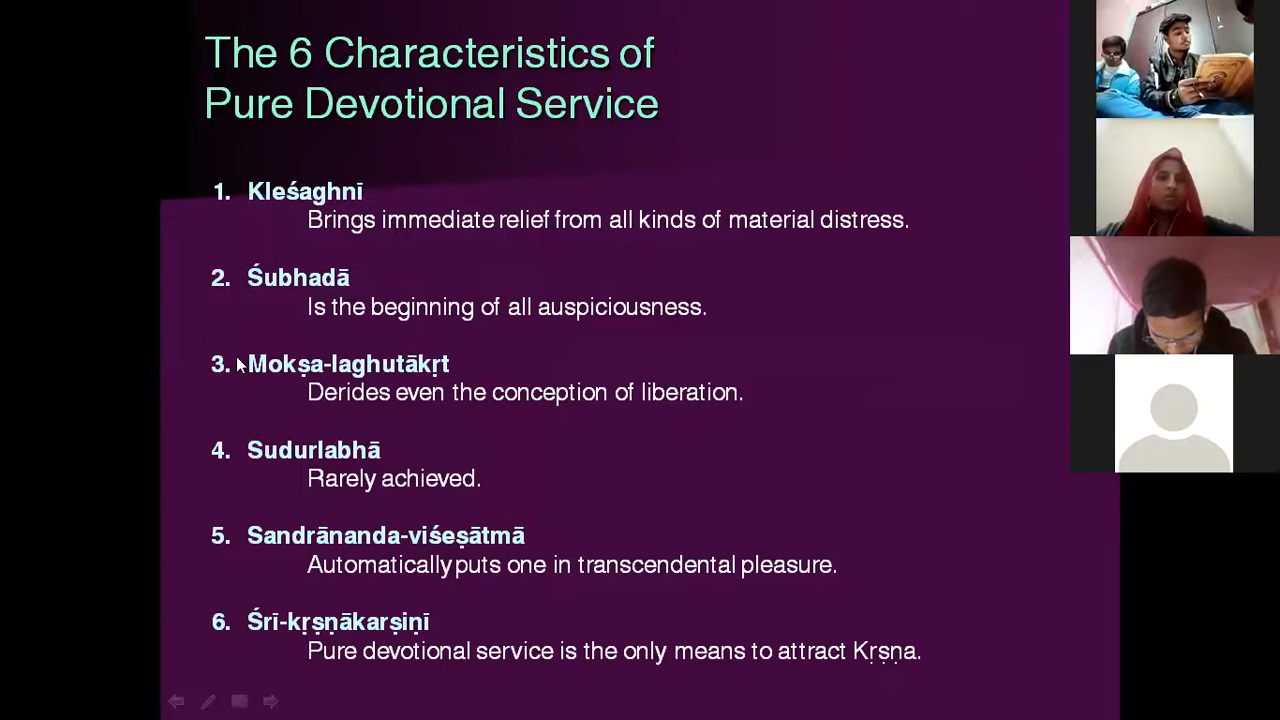 The 6 Characteristics of
Pure Devotional Service
1. Kleśaghnī
Brings immediate relief from all kinds of material distress.
2. Śubhadā
Is the beginning of all auspiciousness.
3. Mokṣa-laghutākṛt
Derides even the conception of liberation.
4. Sudurlabhā
Rarely achieved.
5. Sandrānanda-viśeṣātmā
Automatically puts one in transcendental pleasure.
6. Śrī-kṛṣṇākarṣiṇī
Pure devotional service is the only means to attract Kṛṣṇa.